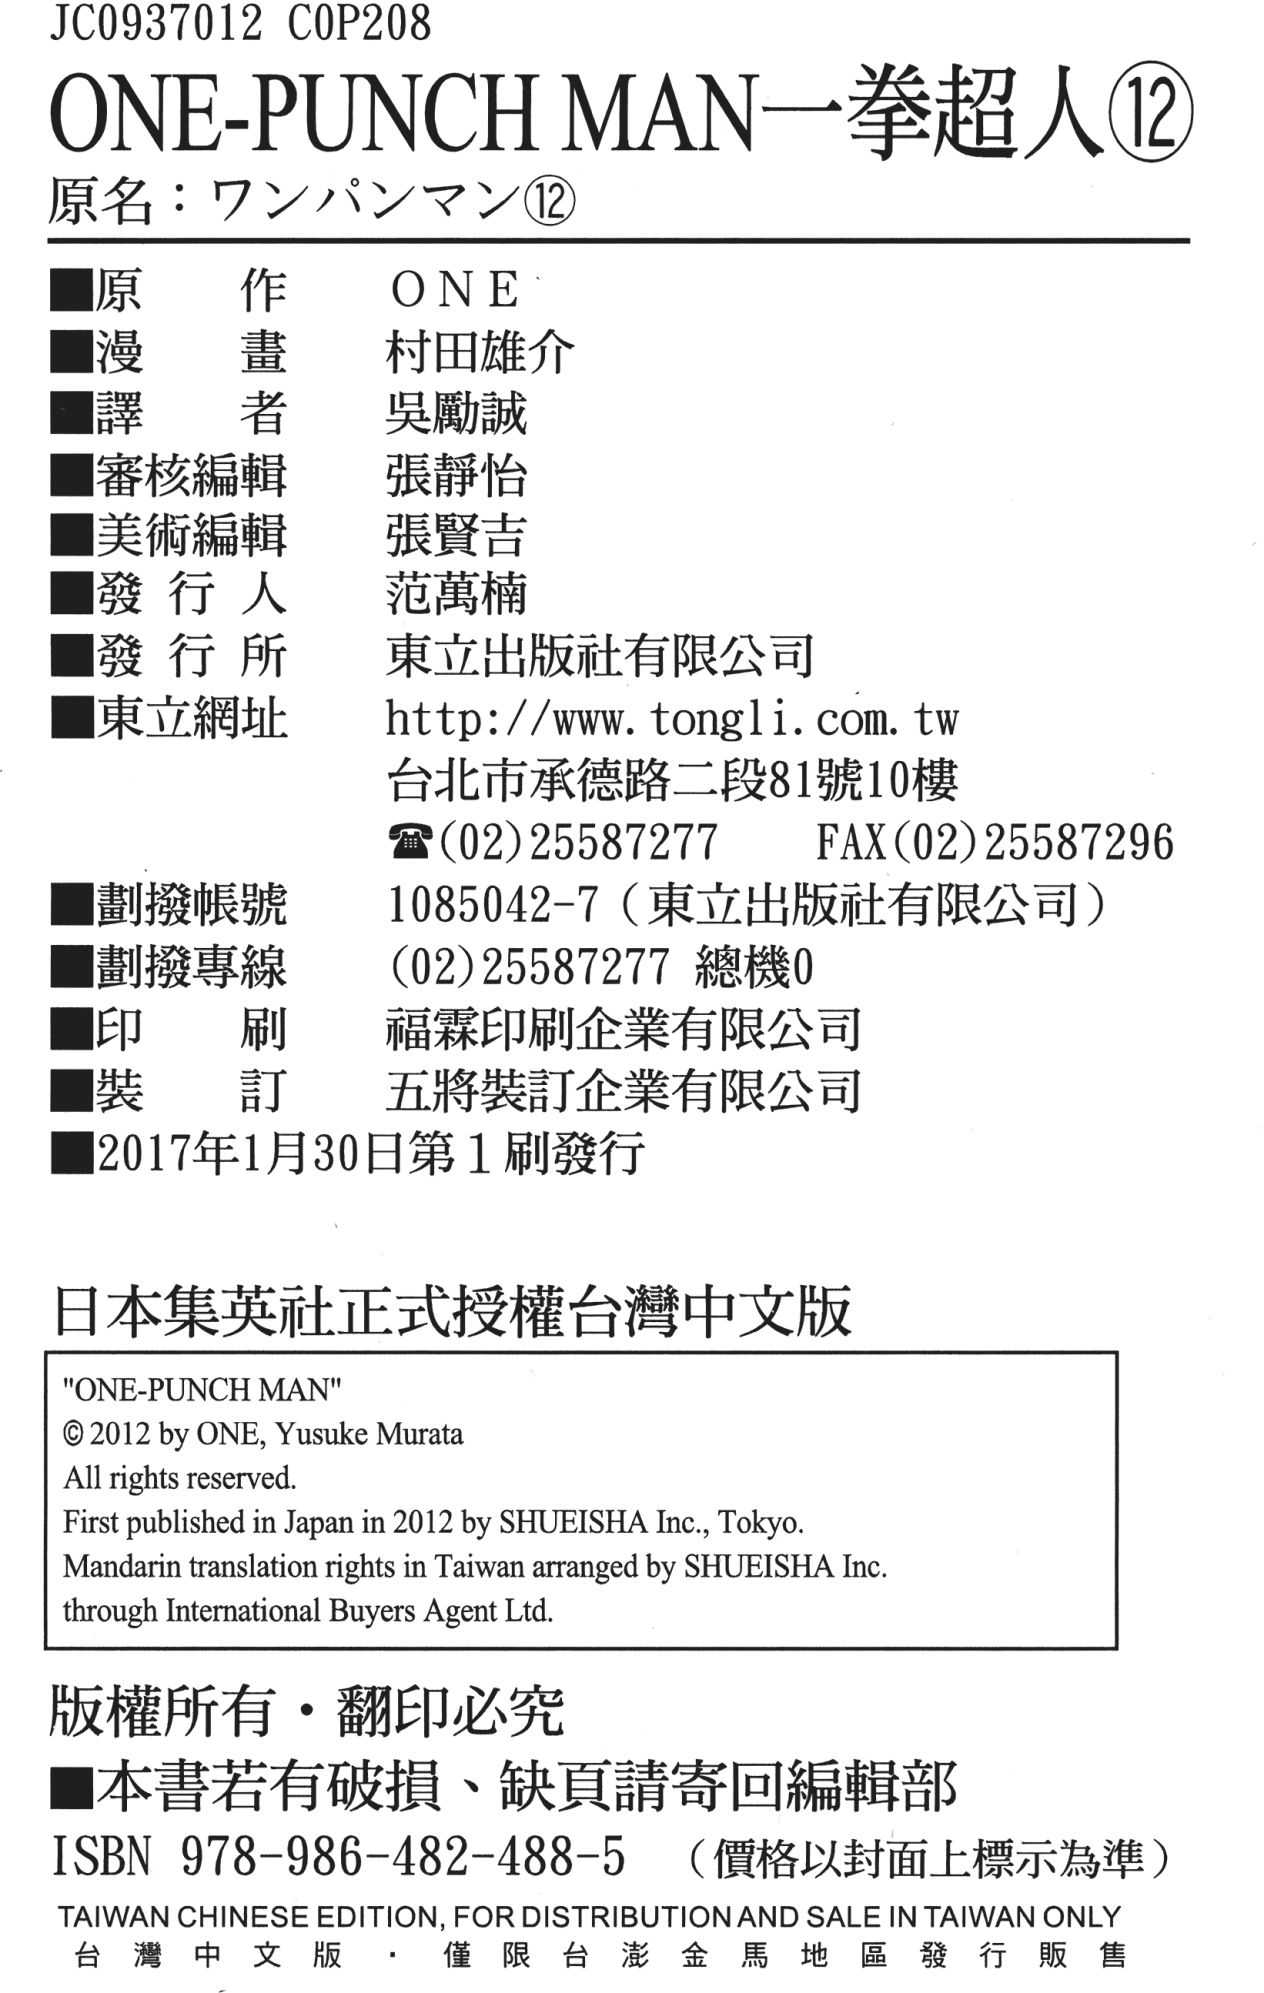 JC0937012 C0P208
ONE-PUNCH MAN一拳超人⑫
原名：ワンパンマン⑫
■原作 ONE
■漫畫 村田雄介
■譯者 吳勵誠
■審核編輯 張靜怡
■美術編輯 張賢吉
■發行人 范萬楠
■發行所 東立出版社有限公司
■東立網址 http://www.tongli.com.tw
台北市承德路二段81號10樓
☎(02)25587277 FAX(02)25587296
■劃撥帳號 1085042-7（東立出版社有限公司）
■劃撥專線 (02)25587277 總機0
■印刷 福霖印刷企業有限公司
■裝訂 五將裝訂企業有限公司
■2017年1月30日第１刷發行
日本集英社正式授權台灣中文版
"ONE-PUNCH MAN"
© 2012 by ONE, Yusuke Murata
All rights reserved.
First published in Japan in 2012 by SHUEISHA Inc., Tokyo.
Mandarin translation rights in Taiwan arranged by SHUEISHA Inc.
through International Buyers Agent Ltd.
版權所有・翻印必究
■本書若有破損、缺頁請寄回編輯部
ISBN 978-986-482-488-5 （價格以封面上標示為準）
TAIWAN CHINESE EDITION, FOR DISTRIBUTION AND SALE IN TAIWAN ONLY
台灣中文版・僅限台澎金馬地區發行販售